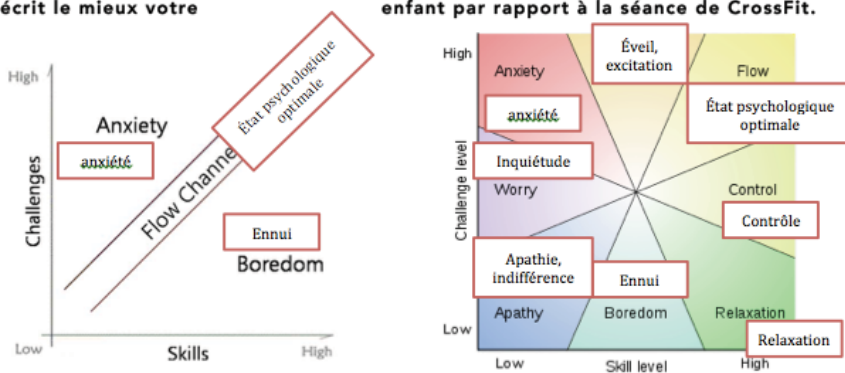 écrit le mieux votre
enfant par rapport à la séance de CrossFit.
High
Anxiety
anxiété
État psychologique
optimale
Flow Channe
Challenges
Ennui
Boredom
Low
Skills
High
High
Éveil,
excitation
Anxiety
Flow
anxiété
État psychologique
optimale
Inquiétude
Worry
Control
Contrôle
Challenge level
Apathie,
indifférence
Ennui
Apathy
Boredom
Relaxation
Low
Relaxation
Low
Skill level
High